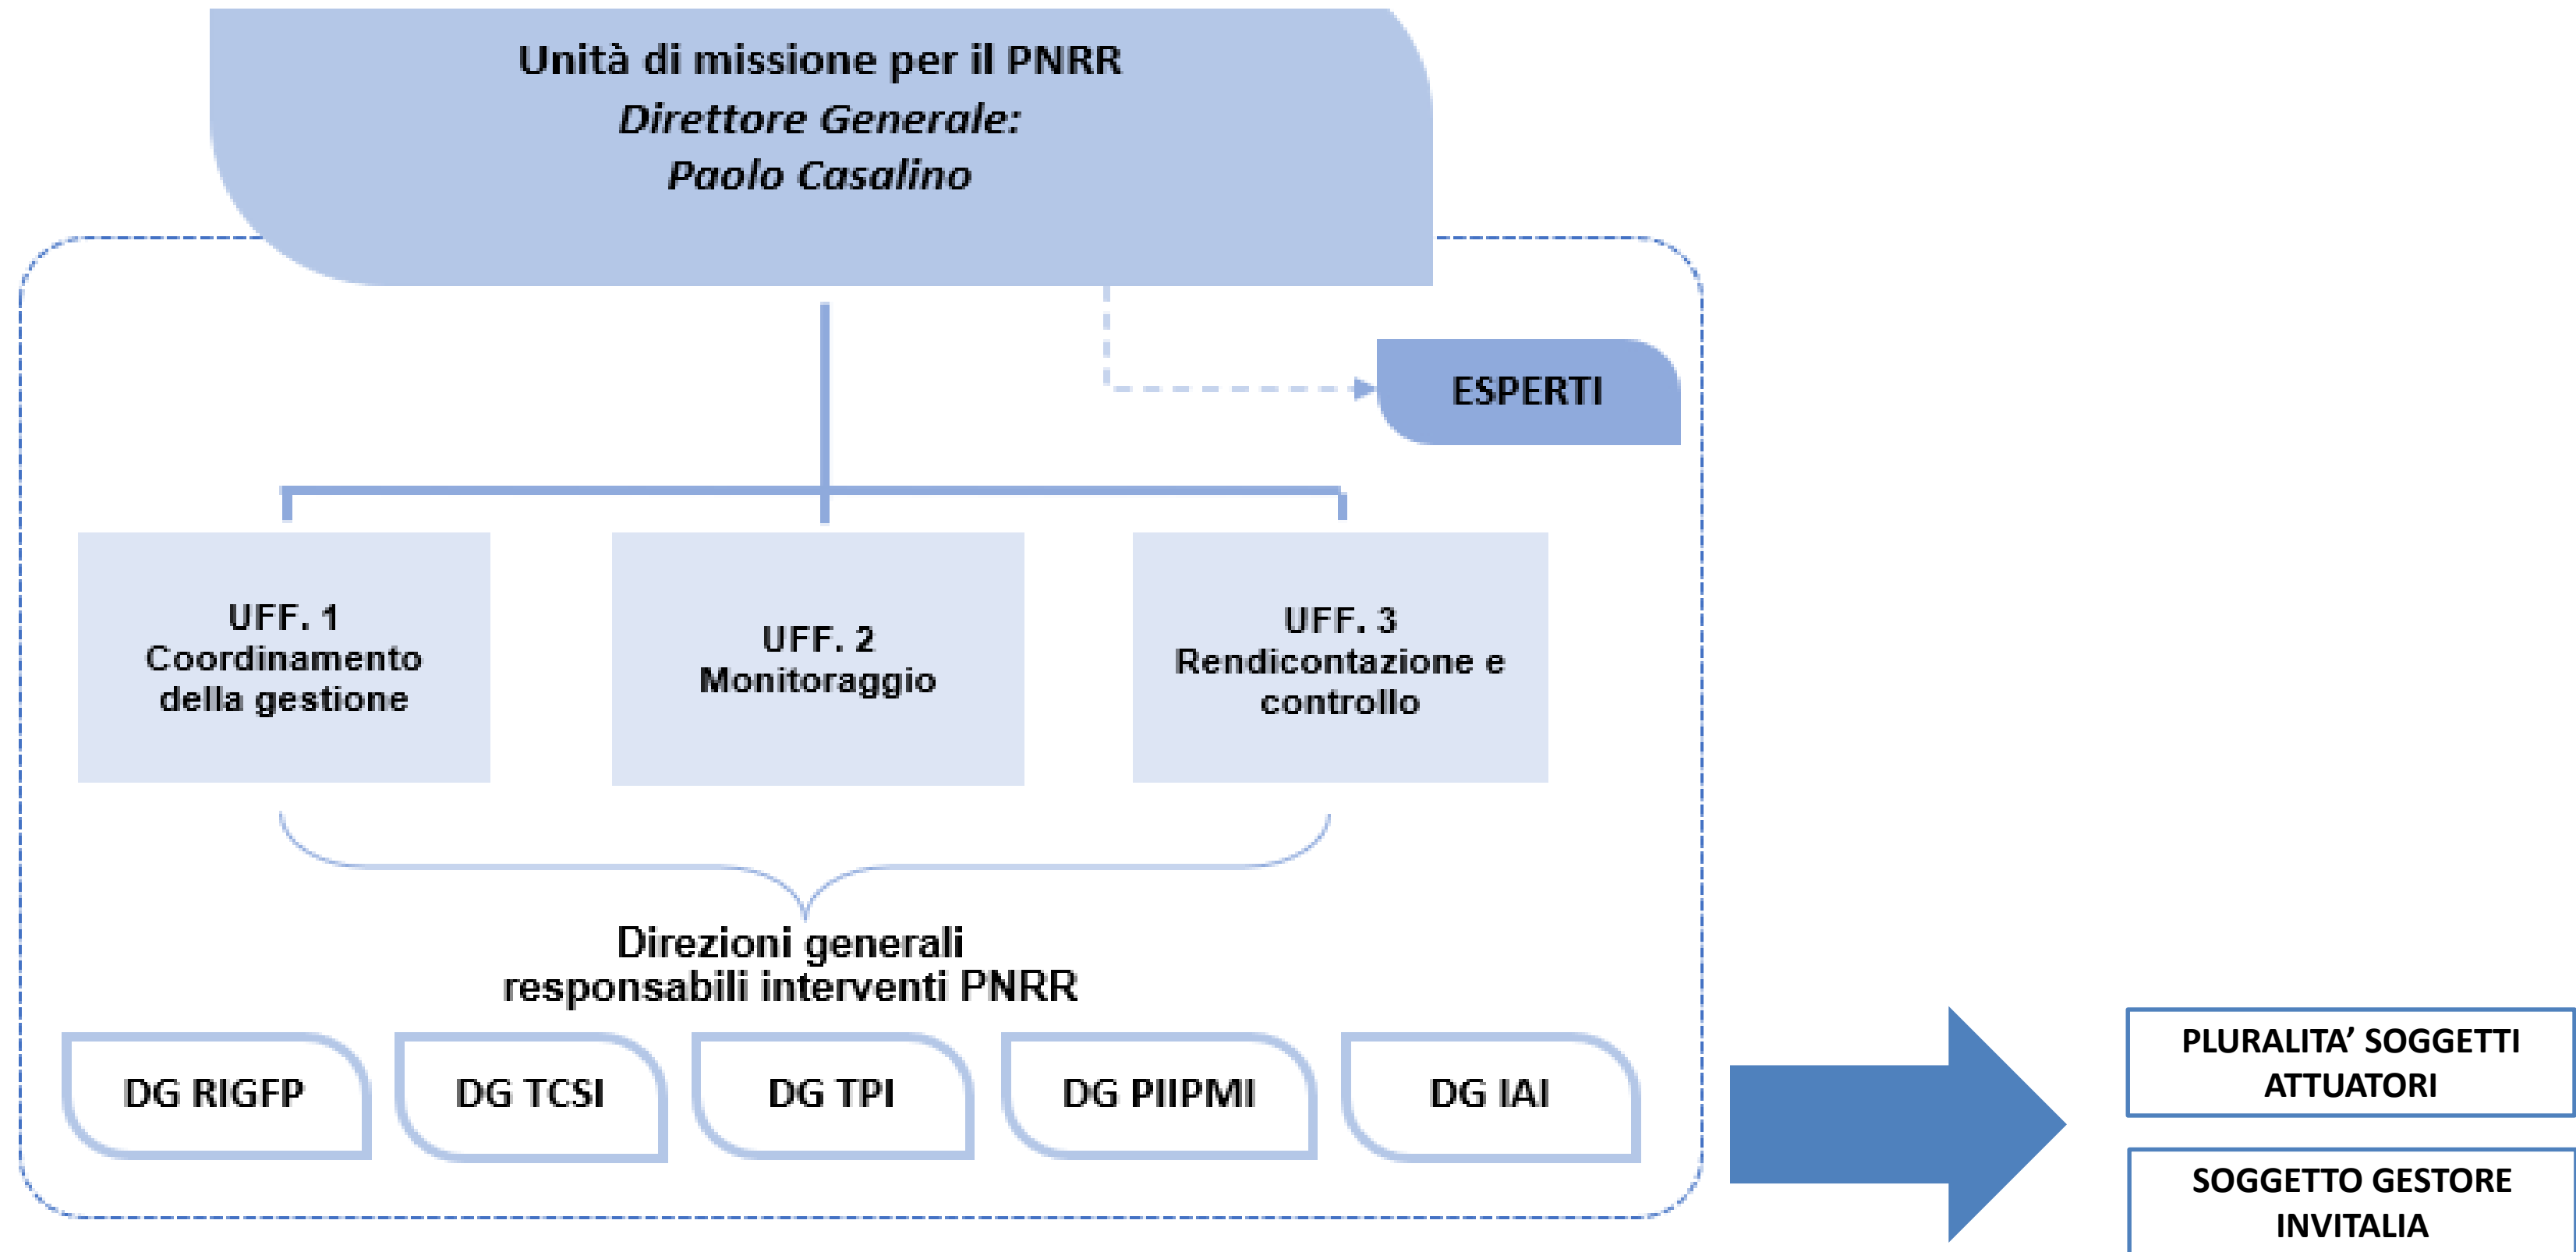 Unità di missione per il PNRR
Direttore Generale:
Paolo Casalino
ESPERTI
UFF. 1
Coordinamento
della gestione
UFF. 2
Monitoraggio
UFF. 3
Rendicontazione e
controllo
Direzioni generali
responsabili interventi PNRR
DG RIGFP
DG TCSI
DG TPI
DG PIIPMI
DG IAI
PLURALITA’ SOGGETTI
ATTUATORI
SOGGETTO GESTORE
INVITALIA